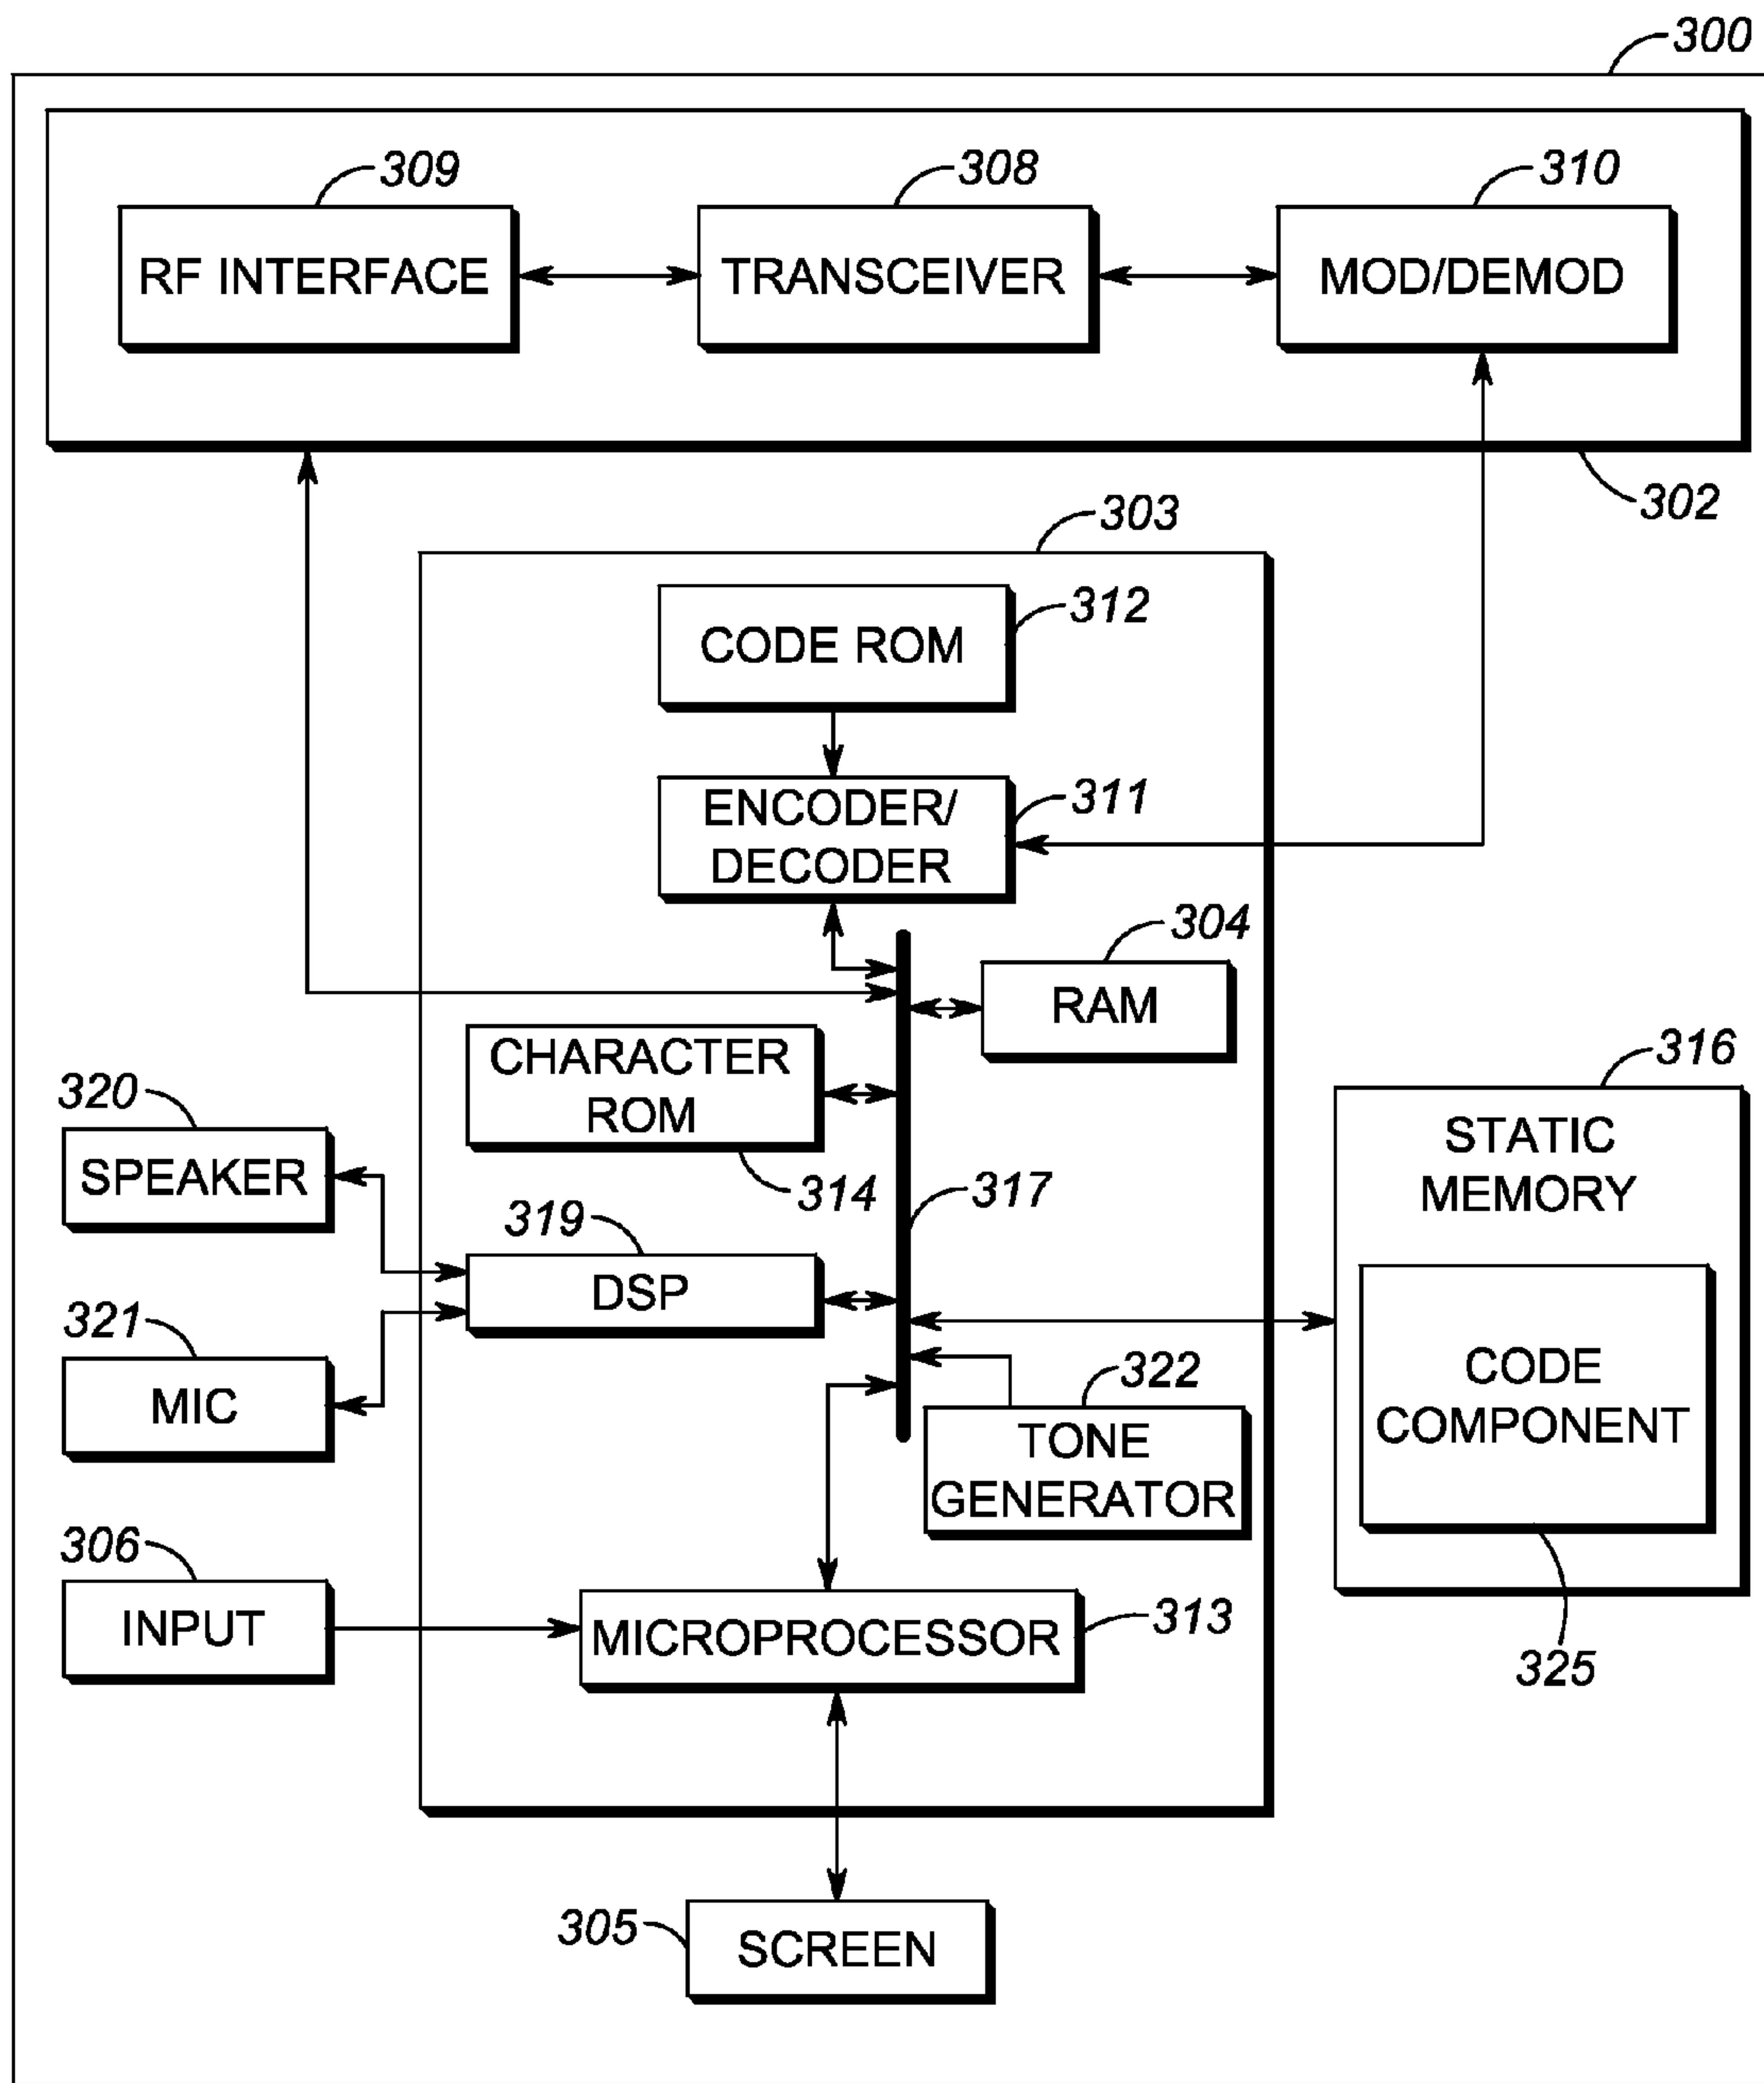 300
309
308
310
RF INTERFACE
TRANSCEIVER
MOD/DEMOD
302
303
312
CODE ROM
311
ENCODER/
DECODER
304
RAM
CHARACTER
ROM
314
316
STATIC
MEMORY
320
SPEAKER
317
319
DSP
321
MIC
322
TONE
GENERATOR
CODE
COMPONENT
325
306
INPUT
MICROPROCESSOR
313
305
SCREEN